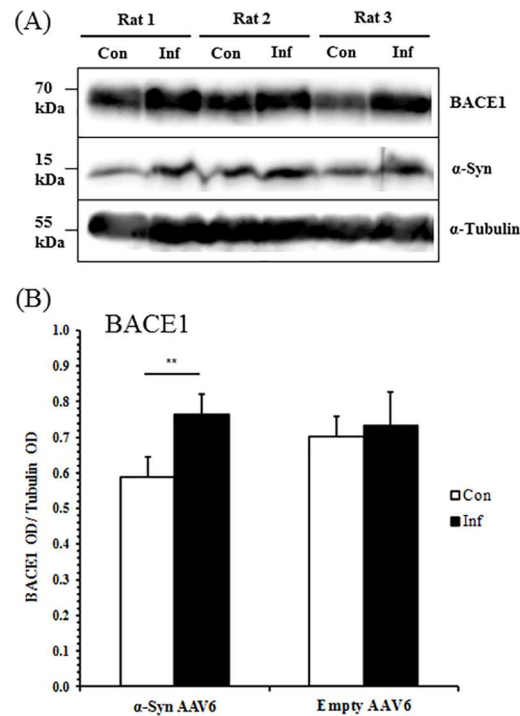 (A)
Rat 1 Rat 2 Rat 3
Con Inf Con Inf Con Inf
70 kDa
BACE1
15 kDa
α-Syn
55 kDa
α-Tubulin
(B)
BACE1
1.0
0.9
0.8
0.7
0.6
0.5
0.4
0.3
0.2
0.1
0.0
BACE1 OD/ Tubulin OD
**
Con
Inf
α-Syn AAV6 Empty AAV6